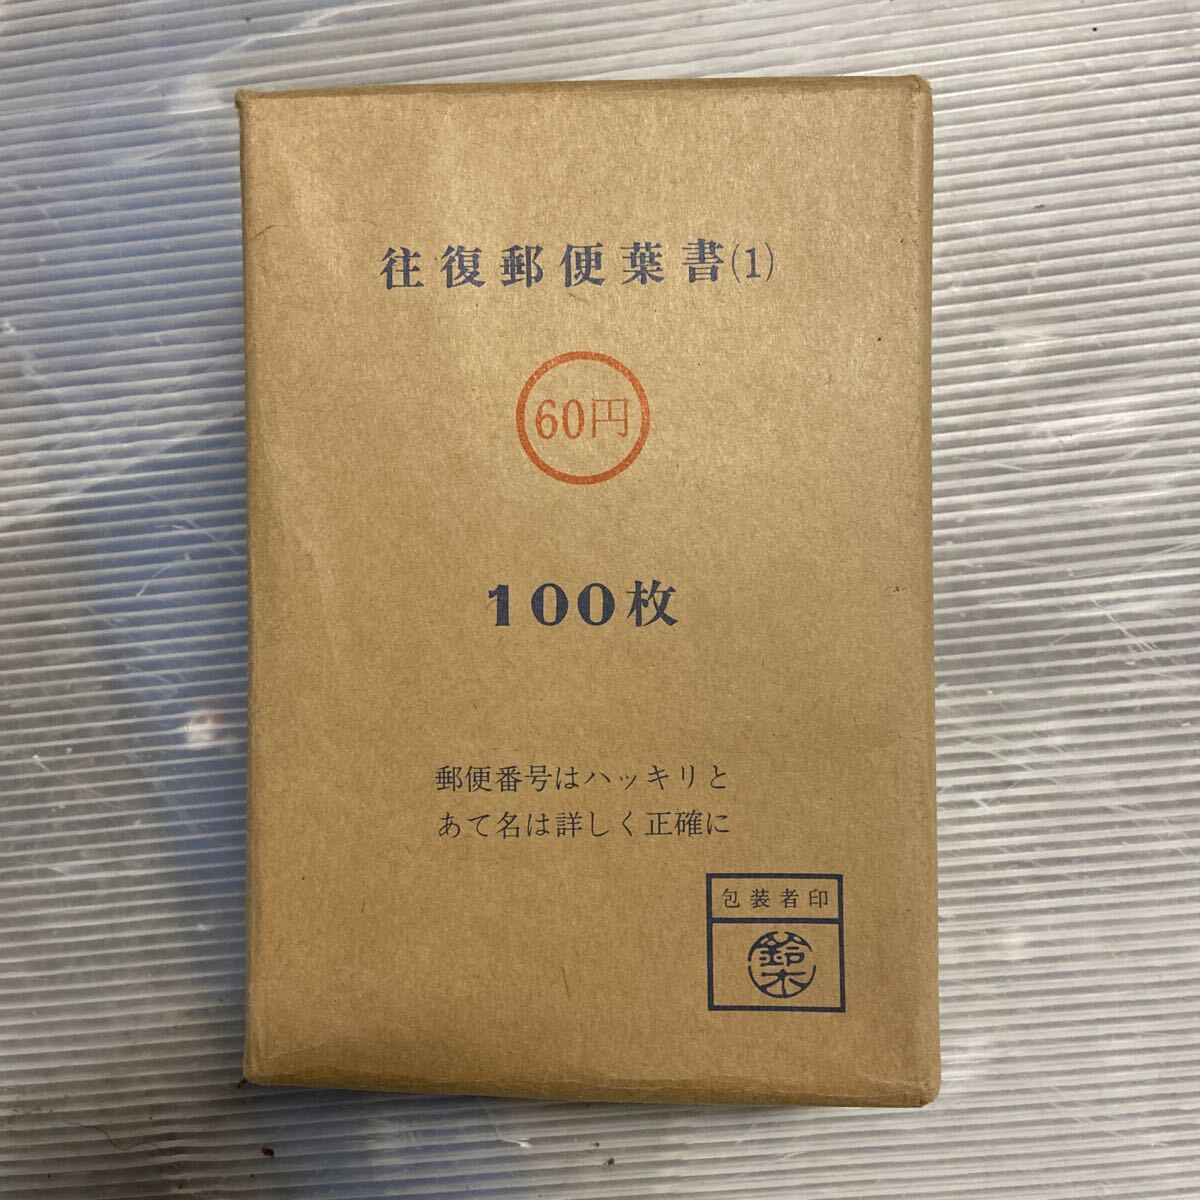 往復郵便葉書(1)
60円
100枚
郵便番号はハッキリと
あて名は詳しく正確に
包装者印
鈴木